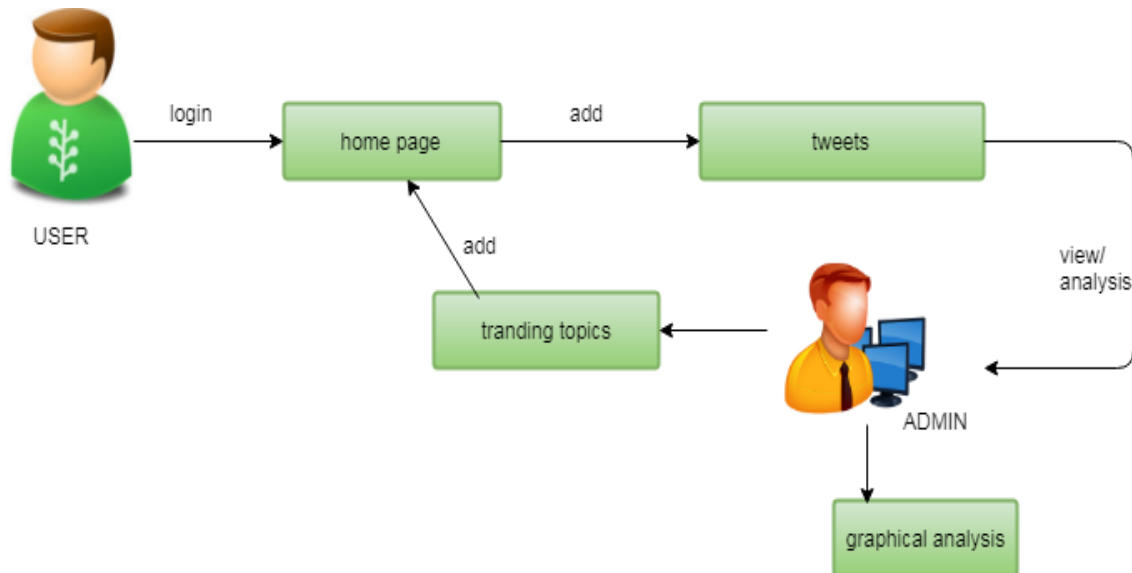 login
home page
add
tweets
USER
add
view/
analysis
tranding topics
ADMIN
graphical analysis